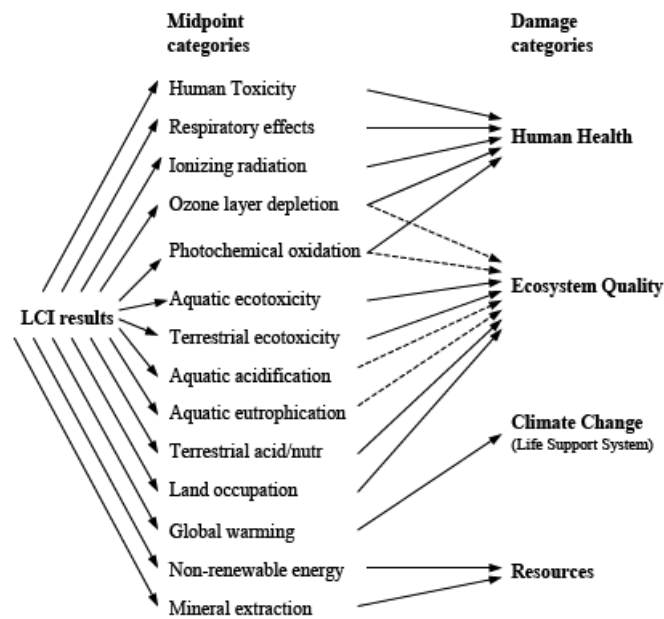 Midpoint
categories
Damage
categories
Human Toxicity
Respiratory effects
Human Health
Ionizing radiation
Ozone layer depletion
Photochemical oxidation
Ecosystem Quality
Aquatic ecotoxicity
LCI results
Terrestrial ecotoxicity
Aquatic acidification
Aquatic eutrophication
Climate Change
(Life Support System)
Terrestrial acid/nutr
Land occupation
Global warming
Non-renewable energy
Resources
Mineral extraction